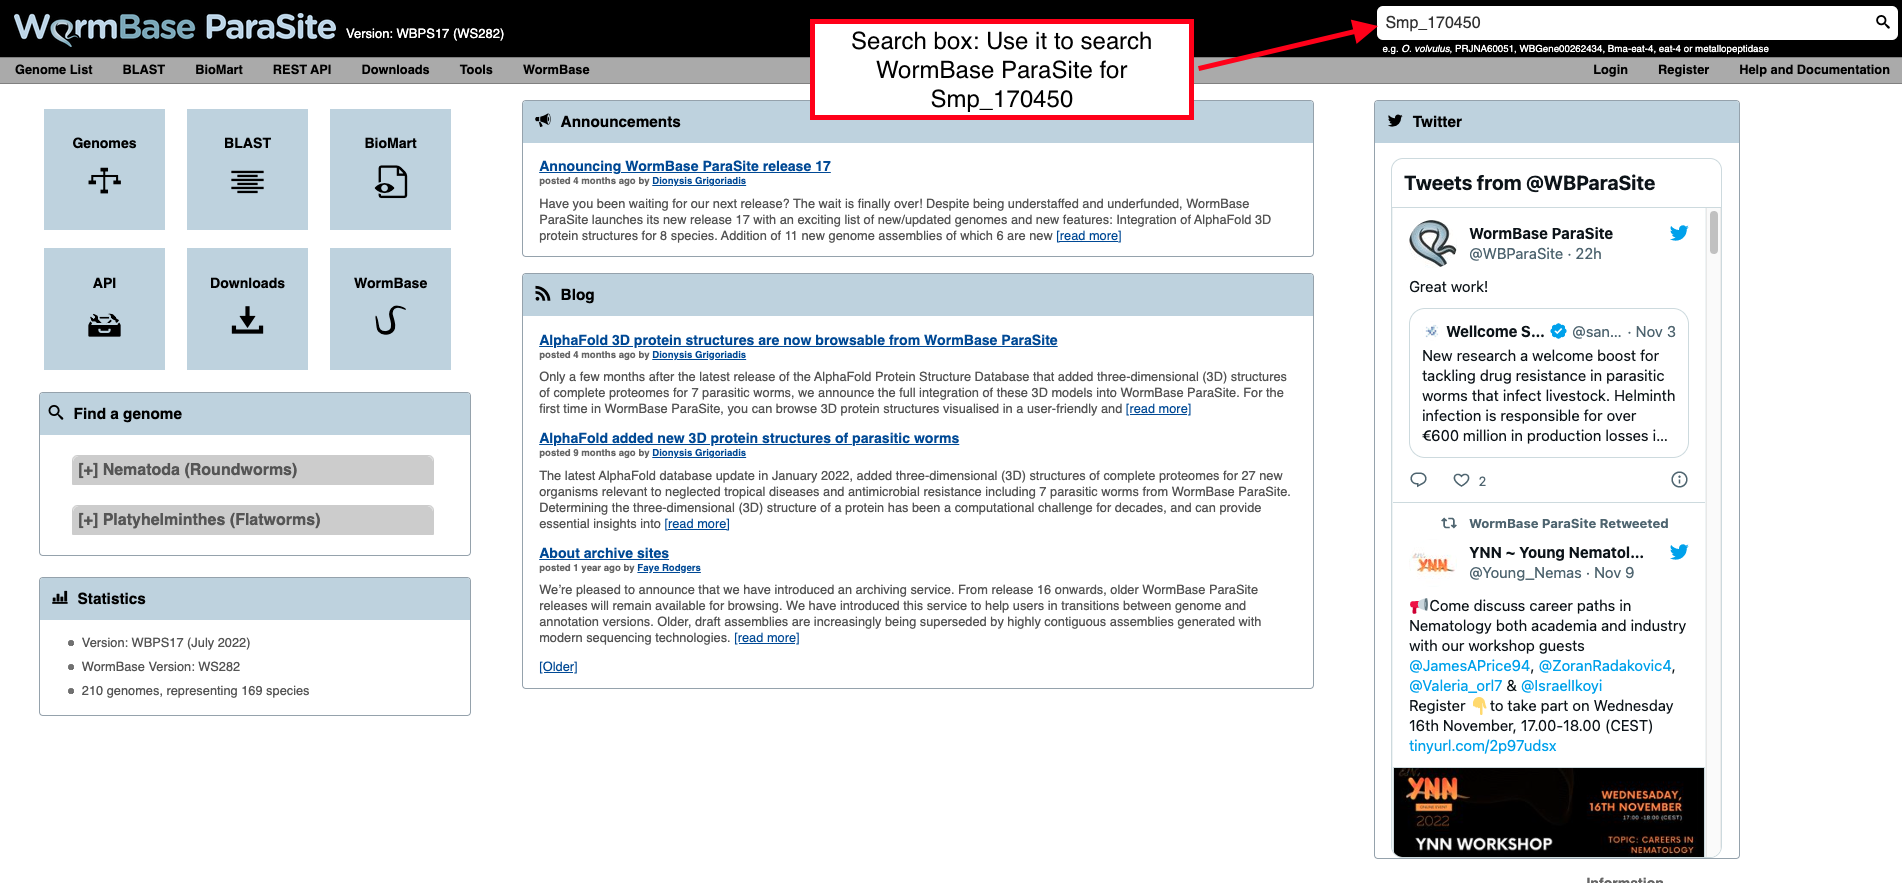 WormBase ParaSite Version: WBPS17 (WS282)
Search box: Use it to search
WormBase ParaSite for
Smp_170450
Smp_170450
e.g. O. volvulus, PRJNA60051, WBGene00262434, Bma-eat-4, eat-4 or metallopeptidase
Genome List BLAST BioMart REST API Downloads Tools WormBase Login Register Help and Documentation
Genomes BLAST BioMart
API Downloads WormBase
Find a genome
[+] Nematoda (Roundworms)
[+] Platyhelminthes (Flatworms)
Statistics
Version: WBPS17 (July 2022)
WormBase Version: WS282
210 genomes, representing 169 species
Announcements
Announcing WormBase ParaSite release 17
posted 4 months ago by Dionysis Grigoriadis
Have you been waiting for our next release? The wait is finally over! Despite being understaffed and underfunded, WormBase
ParaSite launches its new release 17 with an exciting list of new/updated genomes and new features: Integration of AlphaFold 3D
protein structures for 8 species. Addition of 11 new genome assemblies of which 6 are new [read more]
Blog
AlphaFold 3D protein structures are now browsable from WormBase ParaSite
posted 4 months ago by Dionysis Grigoriadis
Only a few months after the latest release of the AlphaFold Protein Structure Database that added three-dimensional (3D) structures
of complete proteomes for 7 parasitic worms, we announce the full integration of these 3D models into WormBase ParaSite. For the
first time in WormBase ParaSite, you can browse 3D protein structures visualised in a user-friendly and [read more]
AlphaFold added new 3D protein structures of parasitic worms
posted 9 months ago by Dionysis Grigoriadis
The latest AlphaFold database update in January 2022, added three-dimensional (3D) structures of complete proteomes for 27 new
organisms relevant to neglected tropical diseases and antimicrobial resistance including 7 parasitic worms from WormBase ParaSite.
Determining the three-dimensional (3D) structure of a protein has been a computational challenge for decades, and can provide
essential insights into [read more]
About archive sites
posted 1 year ago by Faye Rodgers
We're pleased to announce that we have introduced an archiving service. From release 16 onwards, older WormBase ParaSite
releases will remain available for browsing. We have introduced this service to help users in transitions between genome and
annotation versions. Older, draft assemblies are increasingly being superseded by highly contiguous assemblies generated with
modern sequencing technologies. [read more]
[Older]
Twitter
Tweets from @WBParaSite
WormBase ParaSite
@WBParaSite · 22h
Great work!
Wellcome S... @san... · Nov 3
New research a welcome boost for
tackling drug resistance in parasitic
worms that infect livestock. Helminth
infection is responsible for over
€600 million in production losses i...
2
WormBase ParaSite Retweeted
YNN ~ Young Nematol...
@Young_Nemas · Nov 9
Come discuss career paths in
Nematology both academia and industry
with our workshop guests
@JamesAPrice94, @ZoranRadakovic4,
@Valeria_orl7 & @IsraelIkoyi
Register 👇to take part on Wednesday
16th November, 17.00-18.00 (CEST)
tinyurl.com/2p97udsx
YNN
ONLINE EVENT
2022
WEDNESADAY,
16TH NOVEMBER
17:00 -18:00 (CEST)
YNN WORKSHOP
TOPIC: CAREERS IN
NEMATOLOGY
Information